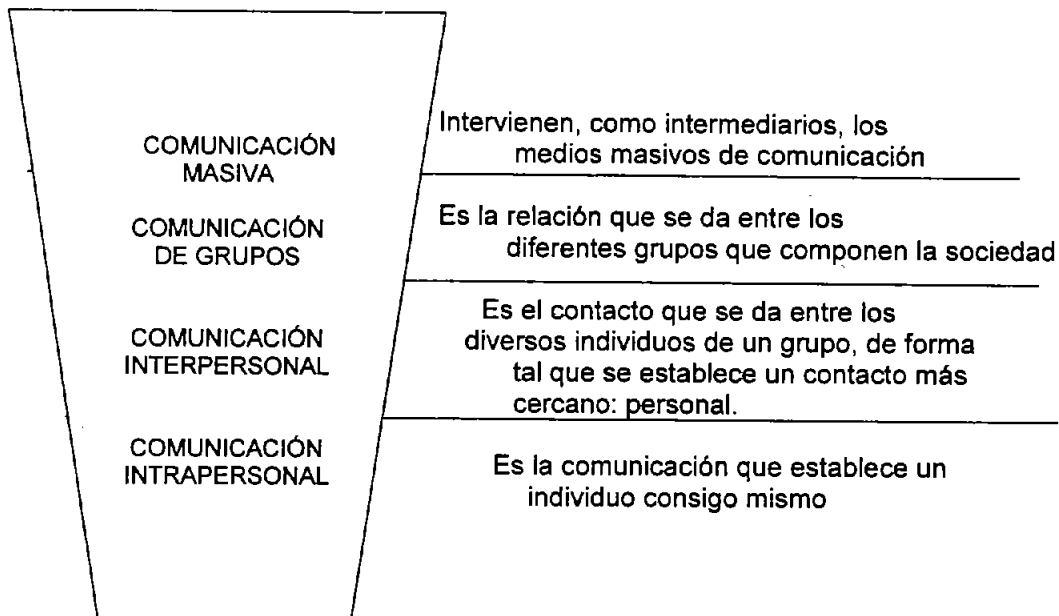 COMUNICACIÓN
MASIVA
Intervienen, como intermediarios, los
medios masivos de comunicación
COMUNICACIÓN
DE GRUPOS
Es la relación que se da entre los
diferentes grupos que componen la sociedad
COMUNICACIÓN
INTERPERSONAL
Es el contacto que se da entre los
diversos individuos de un grupo, de forma
tal que se establece un contacto más
cercano: personal.
COMUNICACIÓN
INTRAPERSONAL
Es la comunicación que establece un
individuo consigo mismo